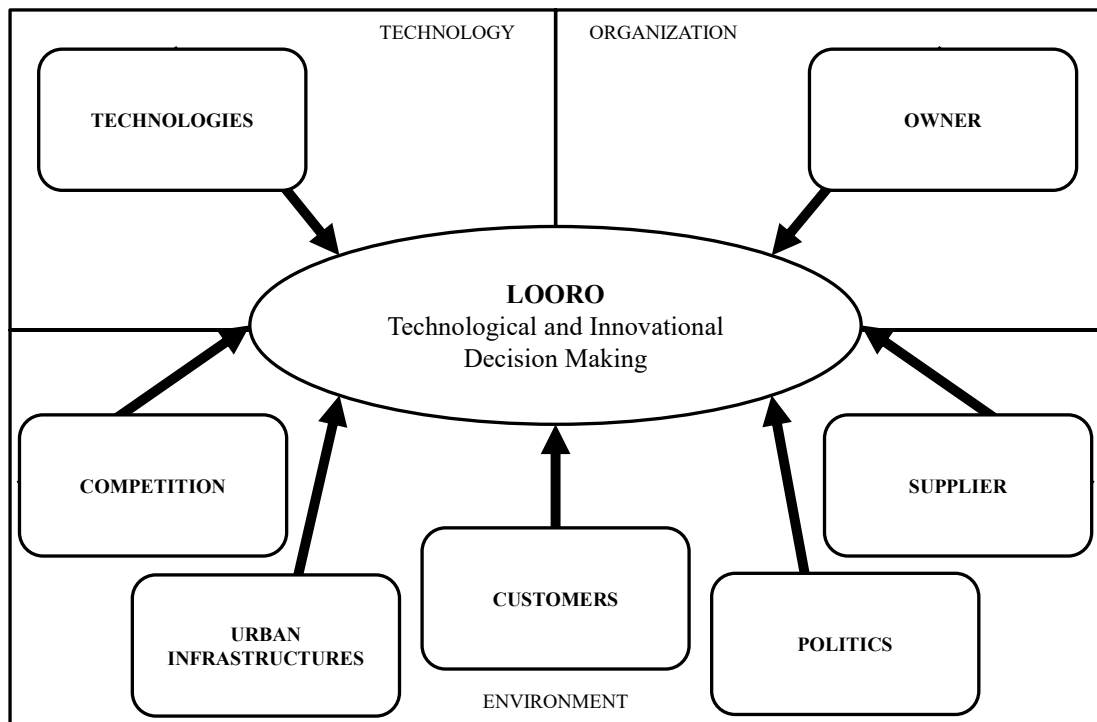 TECHNOLOGY
ORGANIZATION
TECHNOLOGIES
OWNER
LOORO
Technological and Innovational
Decision Making
COMPETITION
SUPPLIER
URBAN
INFRASTRUCTURES
CUSTOMERS
POLITICS
ENVIRONMENT